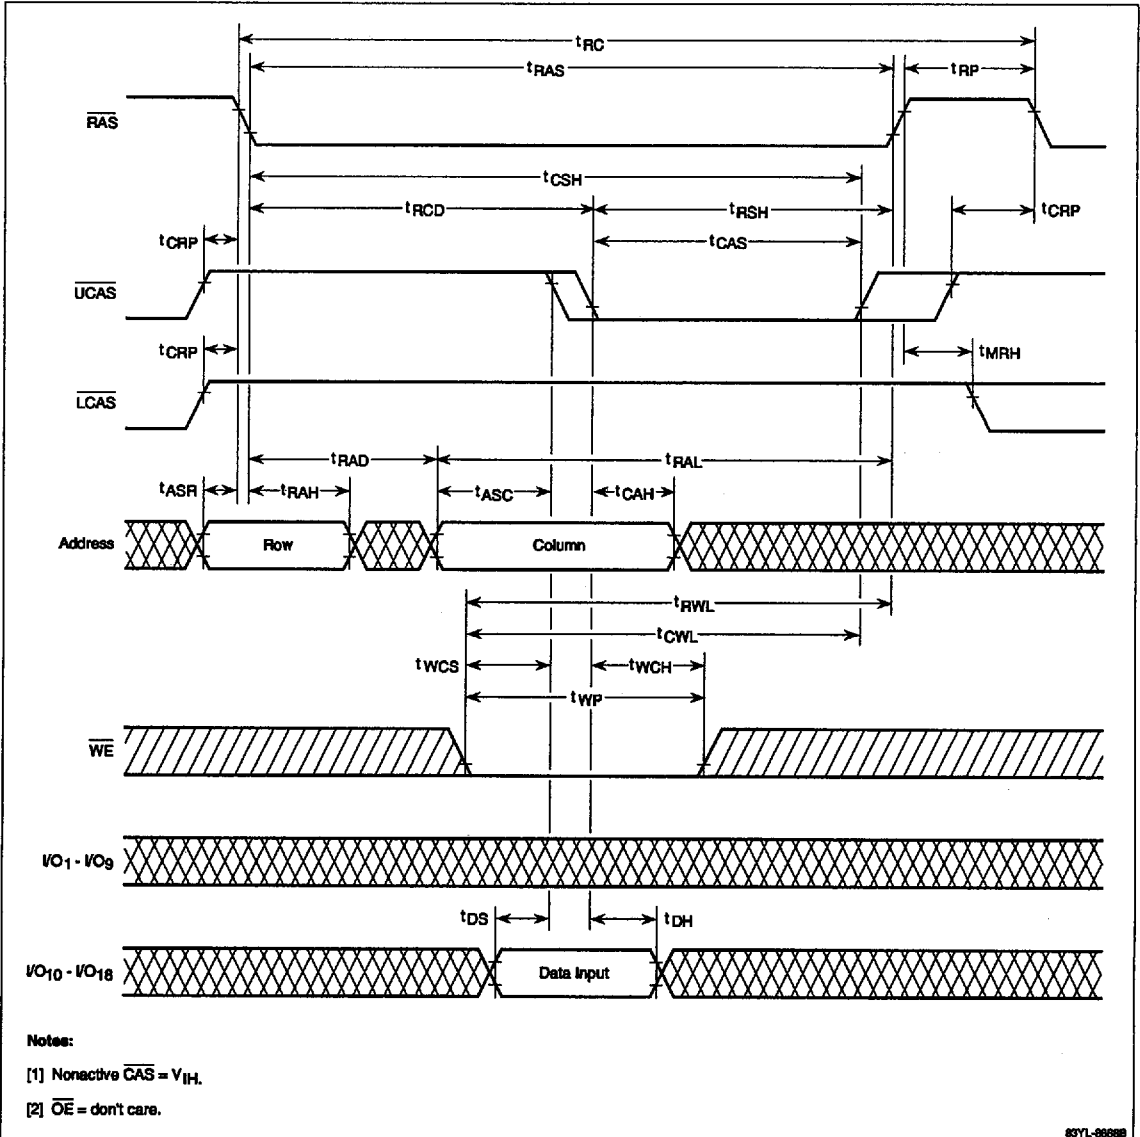 tRC
tRAS
tRP
RAS
tCSH
tRCD
tRSH
tCRP
tCRP
tCAS
UCAS
tCRP
tMRH
LCAS
tRAD
tRAL
tASR
tRAH
tASC
tCAH
Address
Row
Column
tRWL
tCWL
tWCS
tWCH
tWP
WE
I/O1 - I/O9
tDS
tDH
I/O10 - I/O18
Data Input
Notes:
[1] Nonactive CAS = VIH.
[2] OE = don't care.